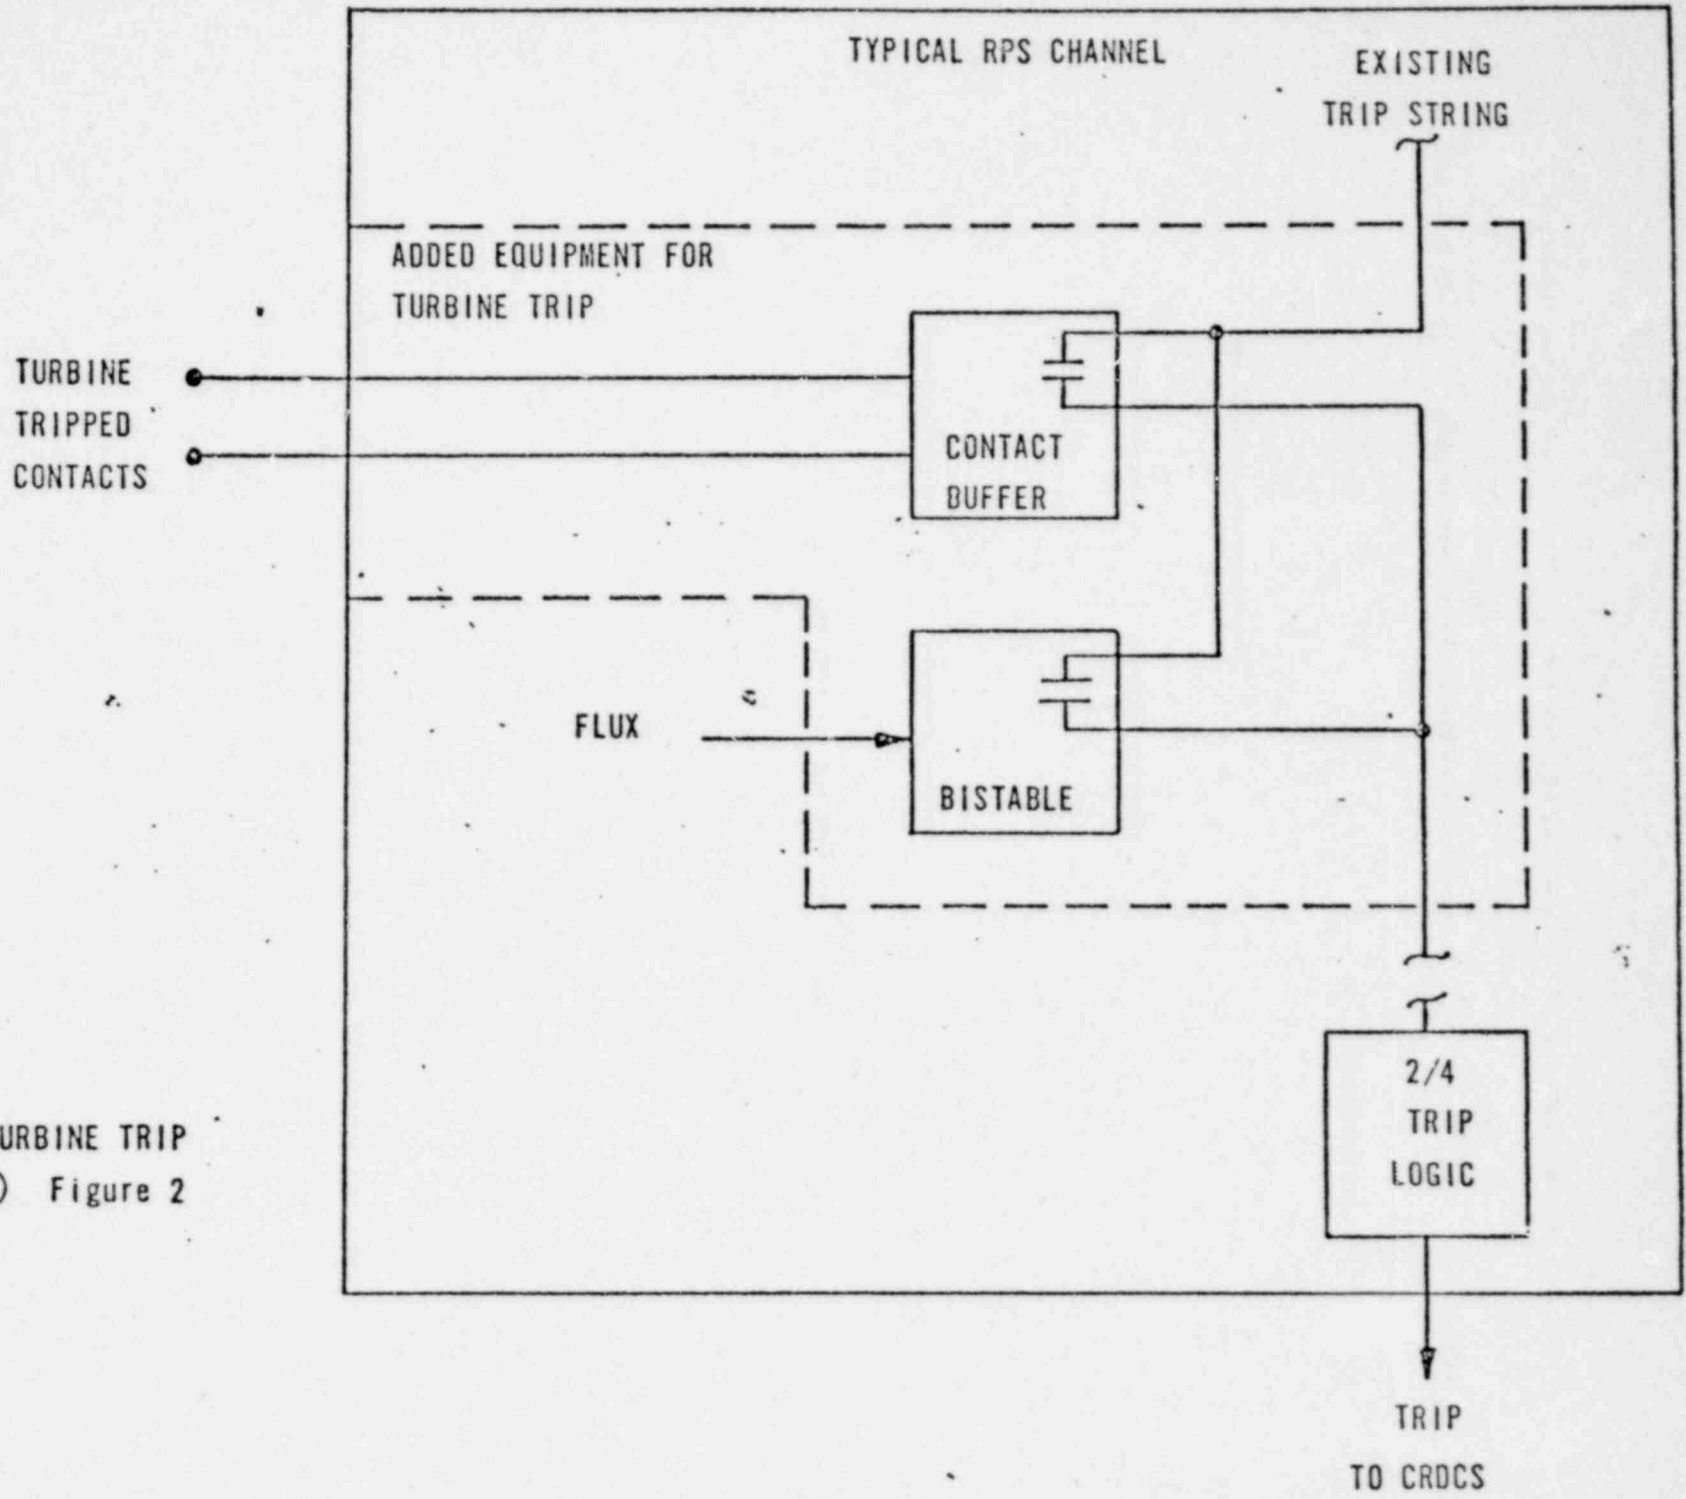 TYPICAL RPS CHANNEL
EXISTING
TRIP STRING
ADDED EQUIPMENT FOR
TURBINE TRIP
TURBINE
TRIPPED
CONTACTS
CONTACT
BUFFER
FLUX
BISTABLE
2/4
TRIP
LOGIC
URBINE TRIP
) Figure 2
TRIP
TO CRDCS